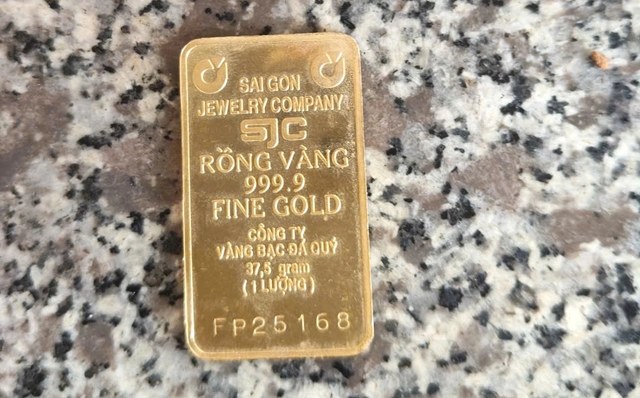 SAI GON
JEWELRY COMPANY
SJC
RỒNG VÀNG
999.9
FINE GOLD
CÔNG TY
VÀNG BẠC ĐÁ QUÝ
37,5 gram
(1 LƯỢNG)
FP25168